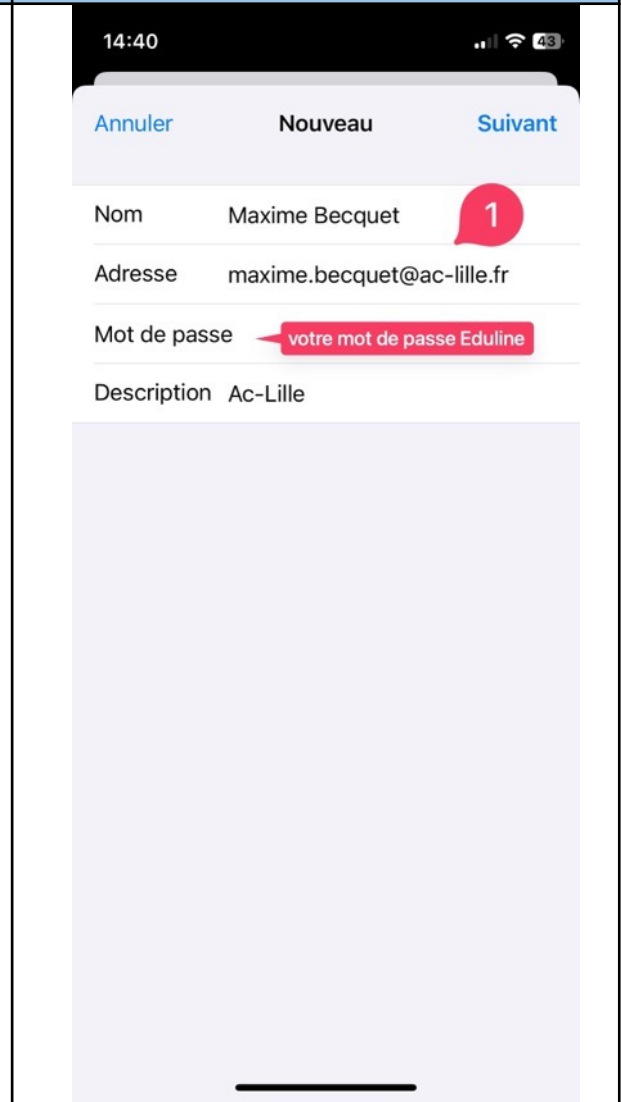 14:40 43
Annuler Nouveau Suivant
Nom Maxime Becquet 1
Adresse maxime.becquet@ac-lille.fr
Mot de passe votre mot de passe Eduline
Description Ac-Lille